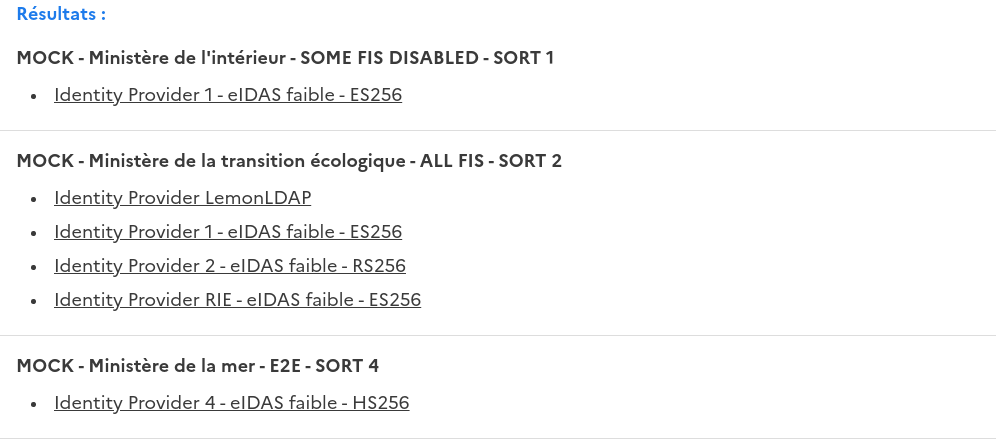 Résultats :
MOCK - Ministère de l'intérieur - SOME FIS DISABLED - SORT 1
Identity Provider 1 - eIDAS faible - ES256
MOCK - Ministère de la transition écologique - ALL FIS - SORT 2
Identity Provider LemonLDAP
Identity Provider 1 - eIDAS faible - ES256
Identity Provider 2 - eIDAS faible - RS256
Identity Provider RIE - eIDAS faible - ES256
MOCK - Ministère de la mer - E2E - SORT 4
Identity Provider 4 - eIDAS faible - HS256